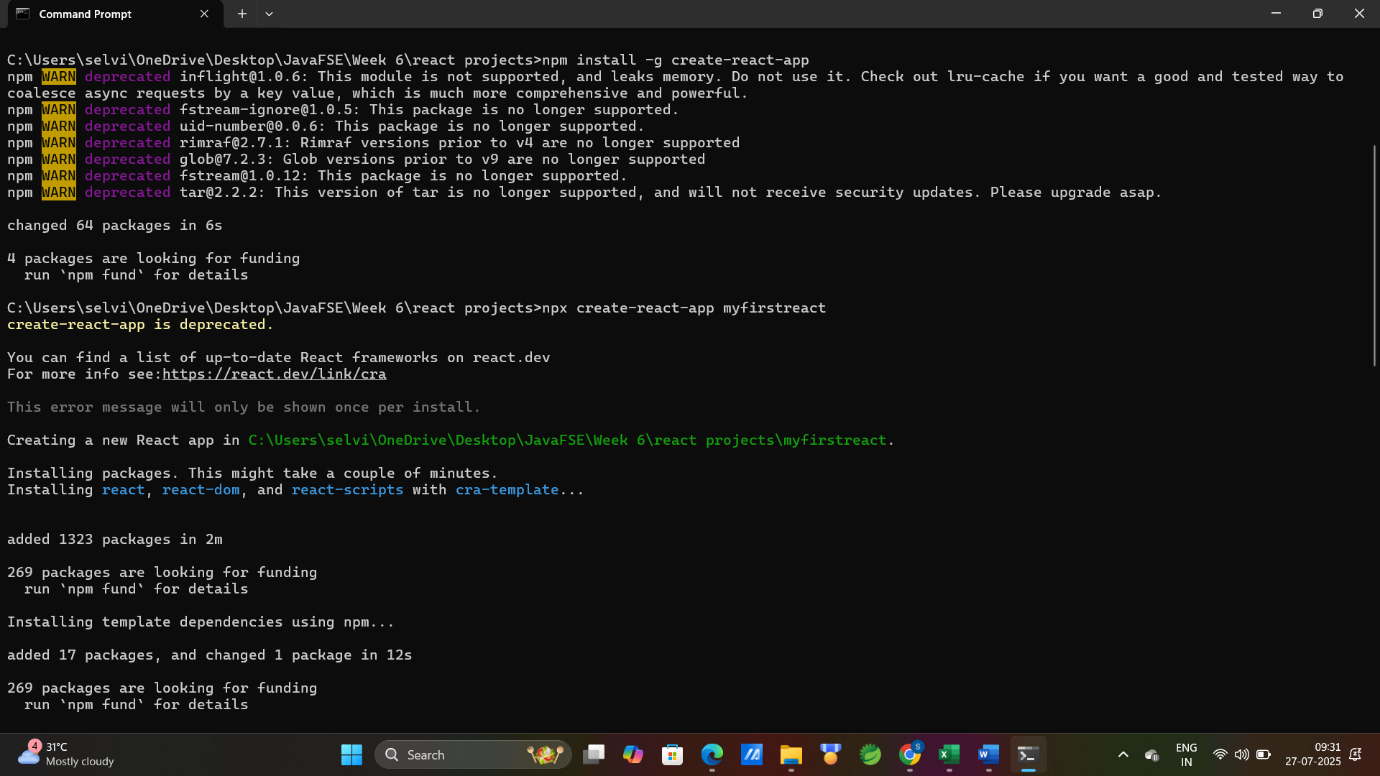 Command Prompt
C:\Users\selvi\OneDrive\Desktop\JavaFSE\Week 6\react projects>npm install -g create-react-app
npm WARN deprecated inflight@1.0.6: This module is not supported, and leaks memory. Do not use it. Check out lru-cache if you want a good and tested way to
coalesce async requests by a key value, which is much more comprehensive and powerful.
npm WARN deprecated fstream-ignore@1.0.5: This package is no longer supported.
npm WARN deprecated uid-number@0.0.6: This package is no longer supported.
npm WARN deprecated rimraf@2.7.1: Rimraf versions prior to v4 are no longer supported
npm WARN deprecated glob@7.2.3: Glob versions prior to v9 are no longer supported
npm WARN deprecated fstream@1.0.12: This package is no longer supported.
npm WARN deprecated tar@2.2.2: This version of tar is no longer supported, and will not receive security updates. Please upgrade asap.
changed 64 packages in 6s
4 packages are looking for funding
  run `npm fund` for details
C:\Users\selvi\OneDrive\Desktop\JavaFSE\Week 6\react projects>npx create-react-app myfirstreact
create-react-app is deprecated.
You can find a list of up-to-date React frameworks on react.dev
For more info see:https://react.dev/link/cra
This error message will only be shown once per install.
Creating a new React app in C:\Users\selvi\OneDrive\Desktop\JavaFSE\Week 6\react projects\myfirstreact.
Installing packages. This might take a couple of minutes.
Installing react, react-dom, and react-scripts with cra-template...
added 1323 packages in 2m
269 packages are looking for funding
  run `npm fund` for details
Installing template dependencies using npm...
added 17 packages, and changed 1 package in 12s
269 packages are looking for funding
  run `npm fund` for details
4
31°C
Mostly cloudy
Search
S
ENG
IN
09:31
27-07-2025